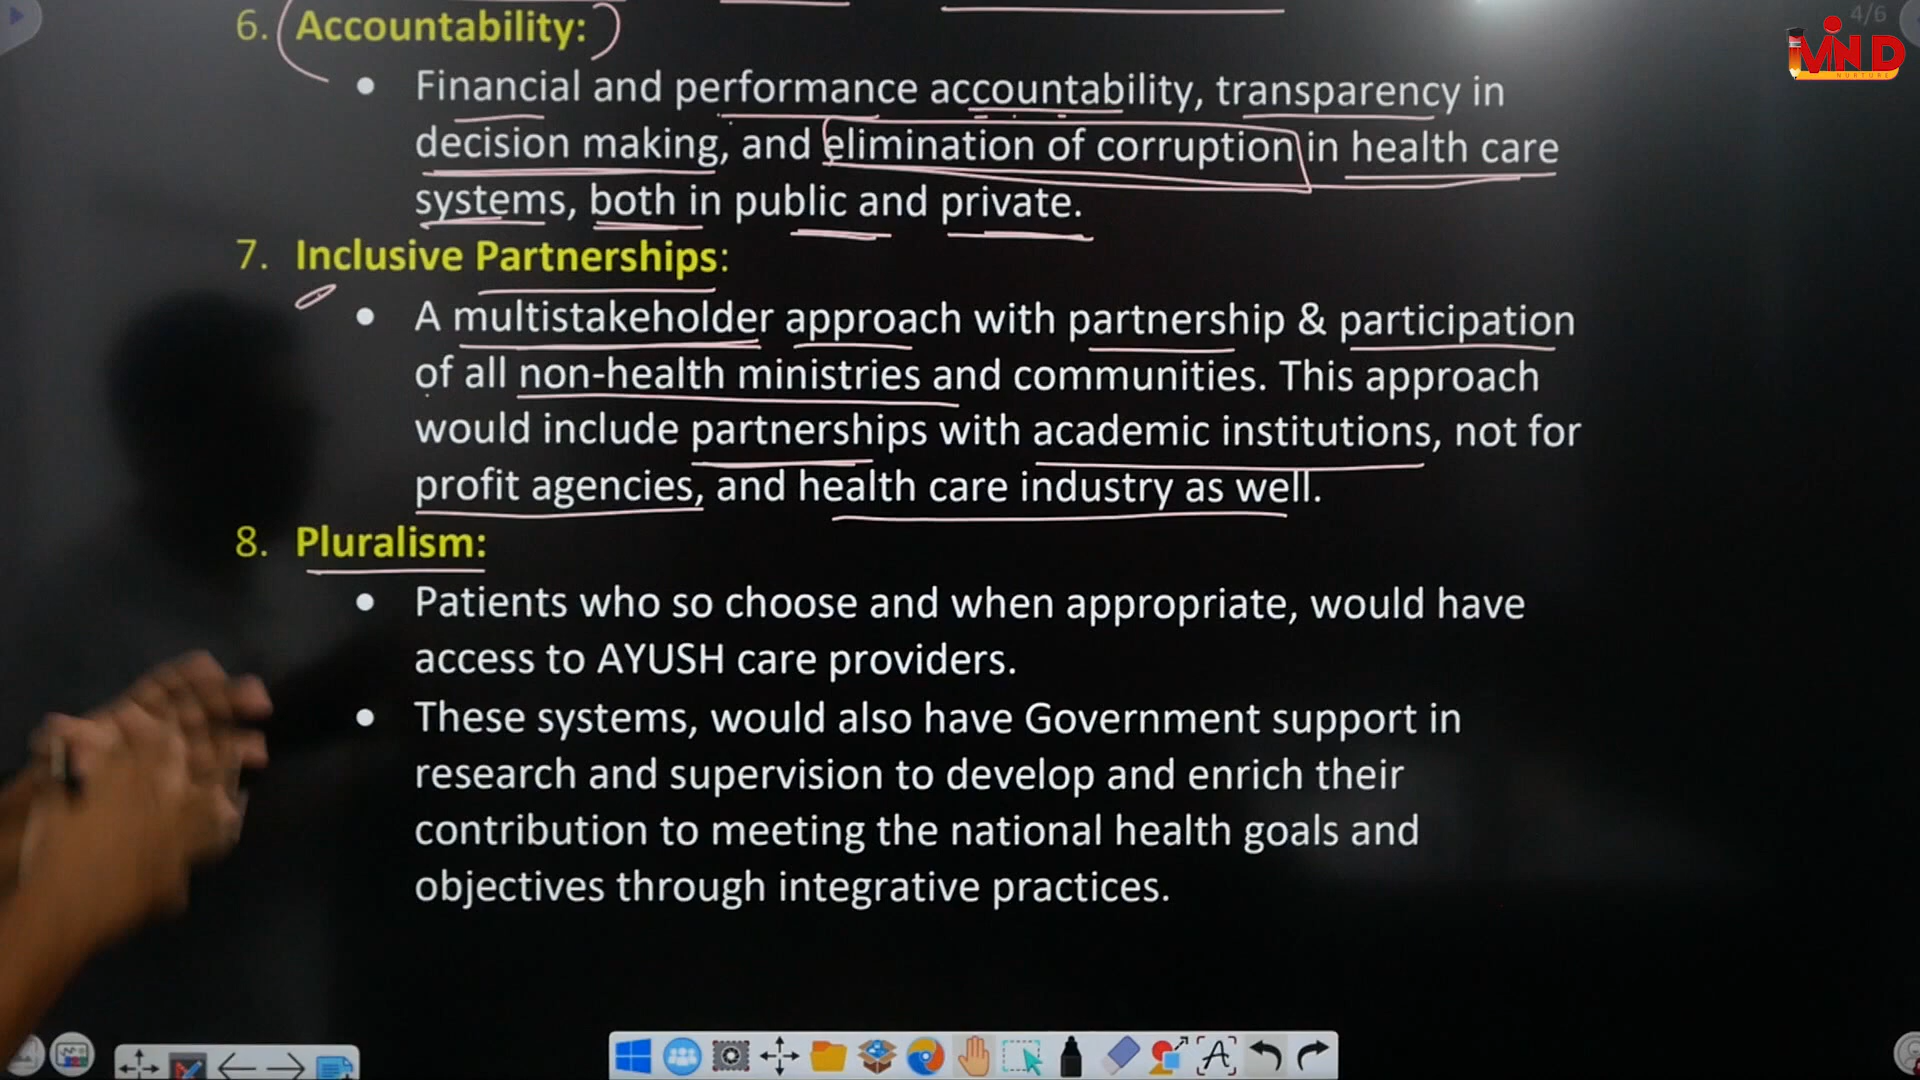 4/6
MIND
NURTURE
6. Accountability:
• Financial and performance accountability, transparency in
decision making, and elimination of corruption in health care
systems, both in public and private.
7. Inclusive Partnerships:
• A multistakeholder approach with partnership & participation
of all non-health ministries and communities. This approach
would include partnerships with academic institutions, not for
profit agencies, and health care industry as well.
8. Pluralism:
• Patients who so choose and when appropriate, would have
access to AYUSH care providers.
• These systems, would also have Government support in
research and supervision to develop and enrich their
contribution to meeting the national health goals and
objectives through integrative practices.